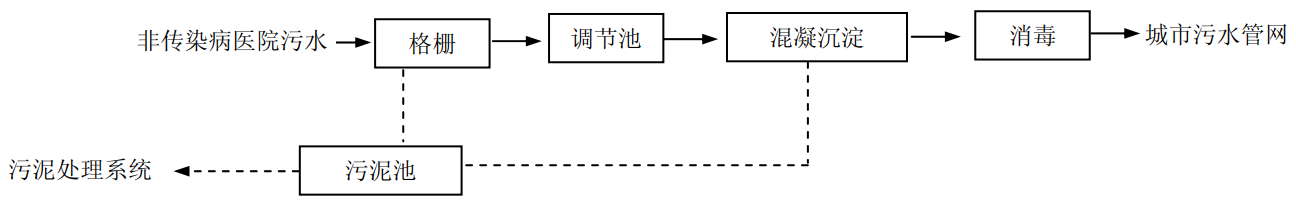 非传染病医院污水
格栅
调节池
混凝沉淀
消毒
城市污水管网
污泥处理系统
污泥池